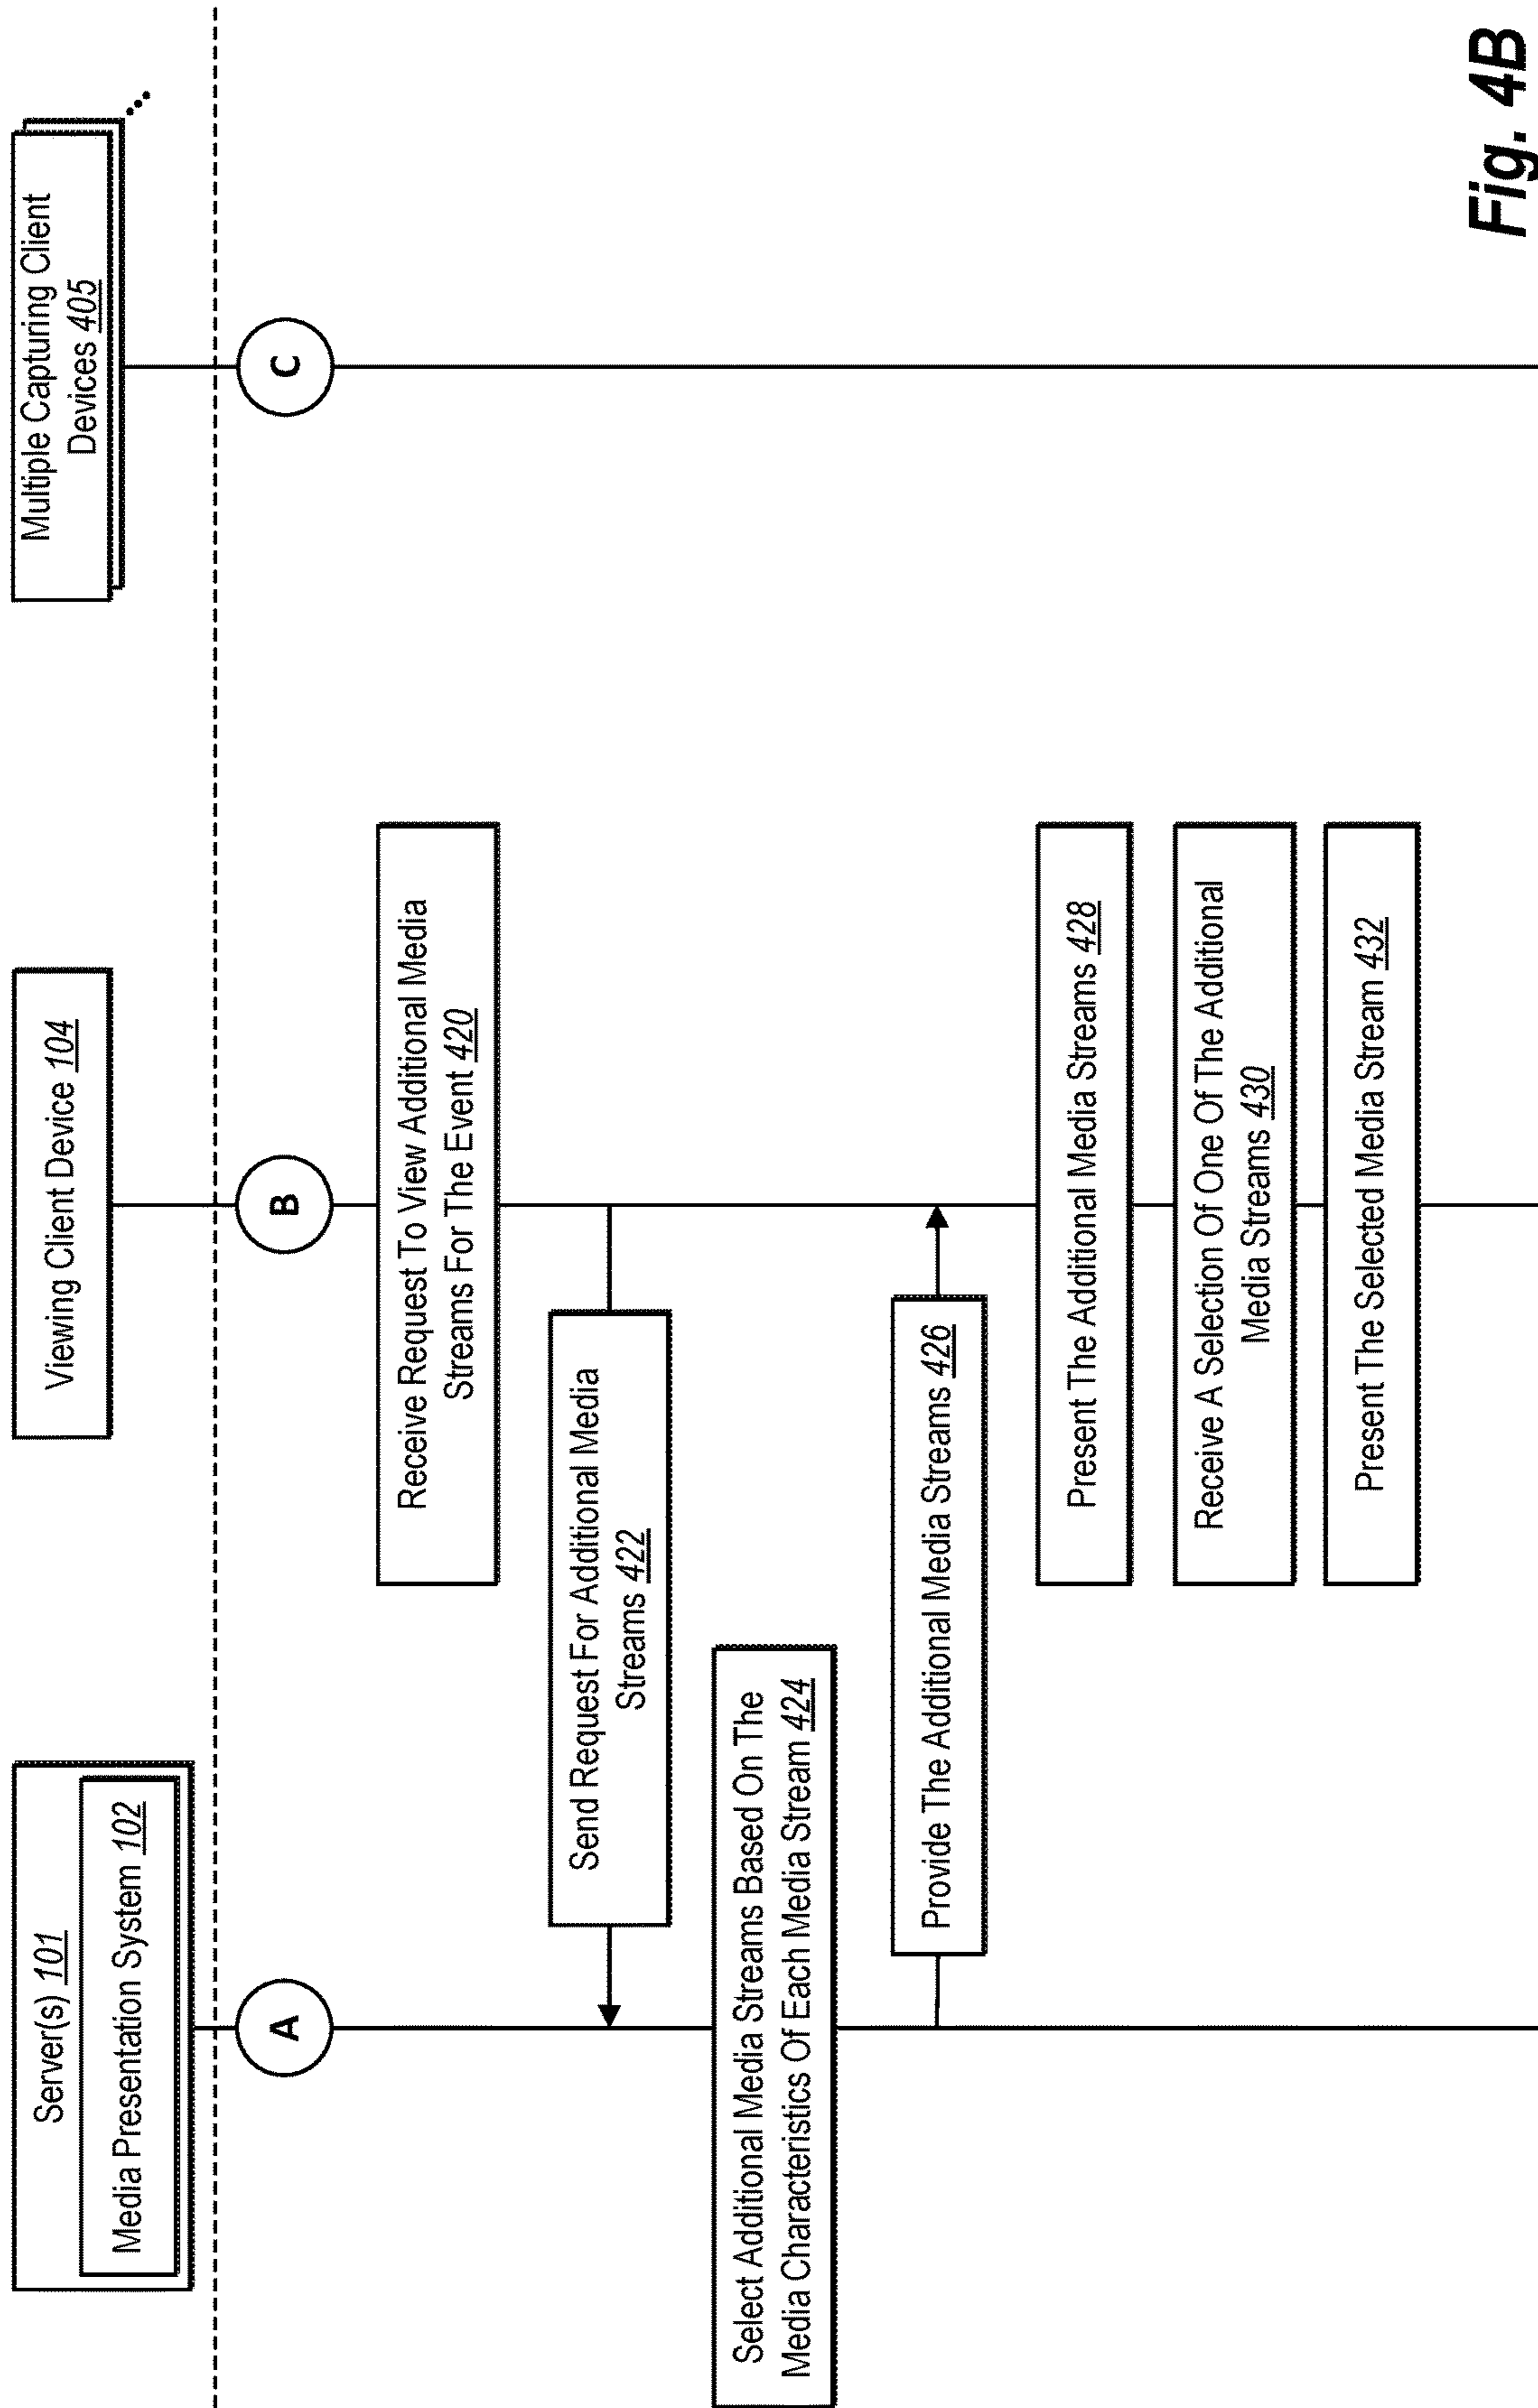 Server(s) 101
Media Presentation System 102
Viewing Client Device 104
Multiple Capturing Client
Devices 405
A
B
C
Receive Request To View Additional Media
Streams For The Event 420
Send Request For Additional Media
Streams 422
Select Additional Media Streams Based On The
Media Characteristics Of Each Media Stream 424
Provide The Additional Media Streams 426
Present The Additional Media Streams 428
Receive A Selection Of One Of The Additional
Media Streams 430
Present The Selected Media Stream 432
Fig. 4B